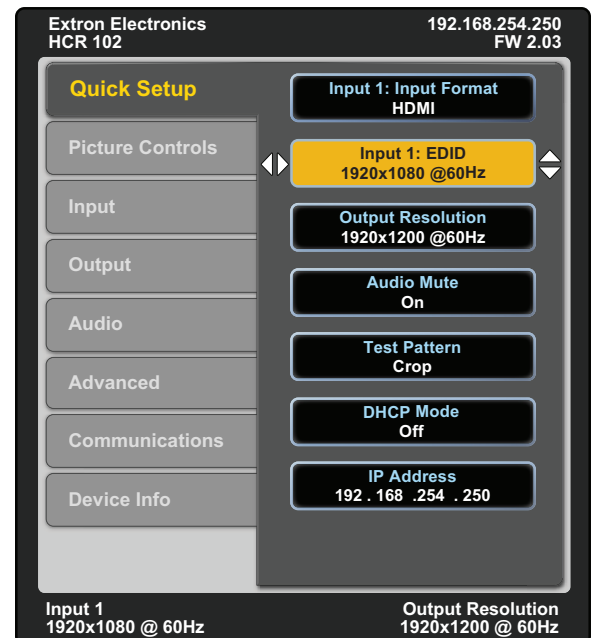 Extron Electronics
HCR 102
192.168.254.250
FW 2.03
Quick Setup
Picture Controls
Input
Output
Audio
Advanced
Communications
Device Info
Input 1: Input Format
HDMI
Input 1: EDID
1920x1080 @60Hz
Output Resolution
1920x1200 @60Hz
Audio Mute
On
Test Pattern
Crop
DHCP Mode
Off
IP Address
192 . 168 .254 . 250
Input 1
1920x1080 @ 60Hz
Output Resolution
1920x1200 @ 60Hz